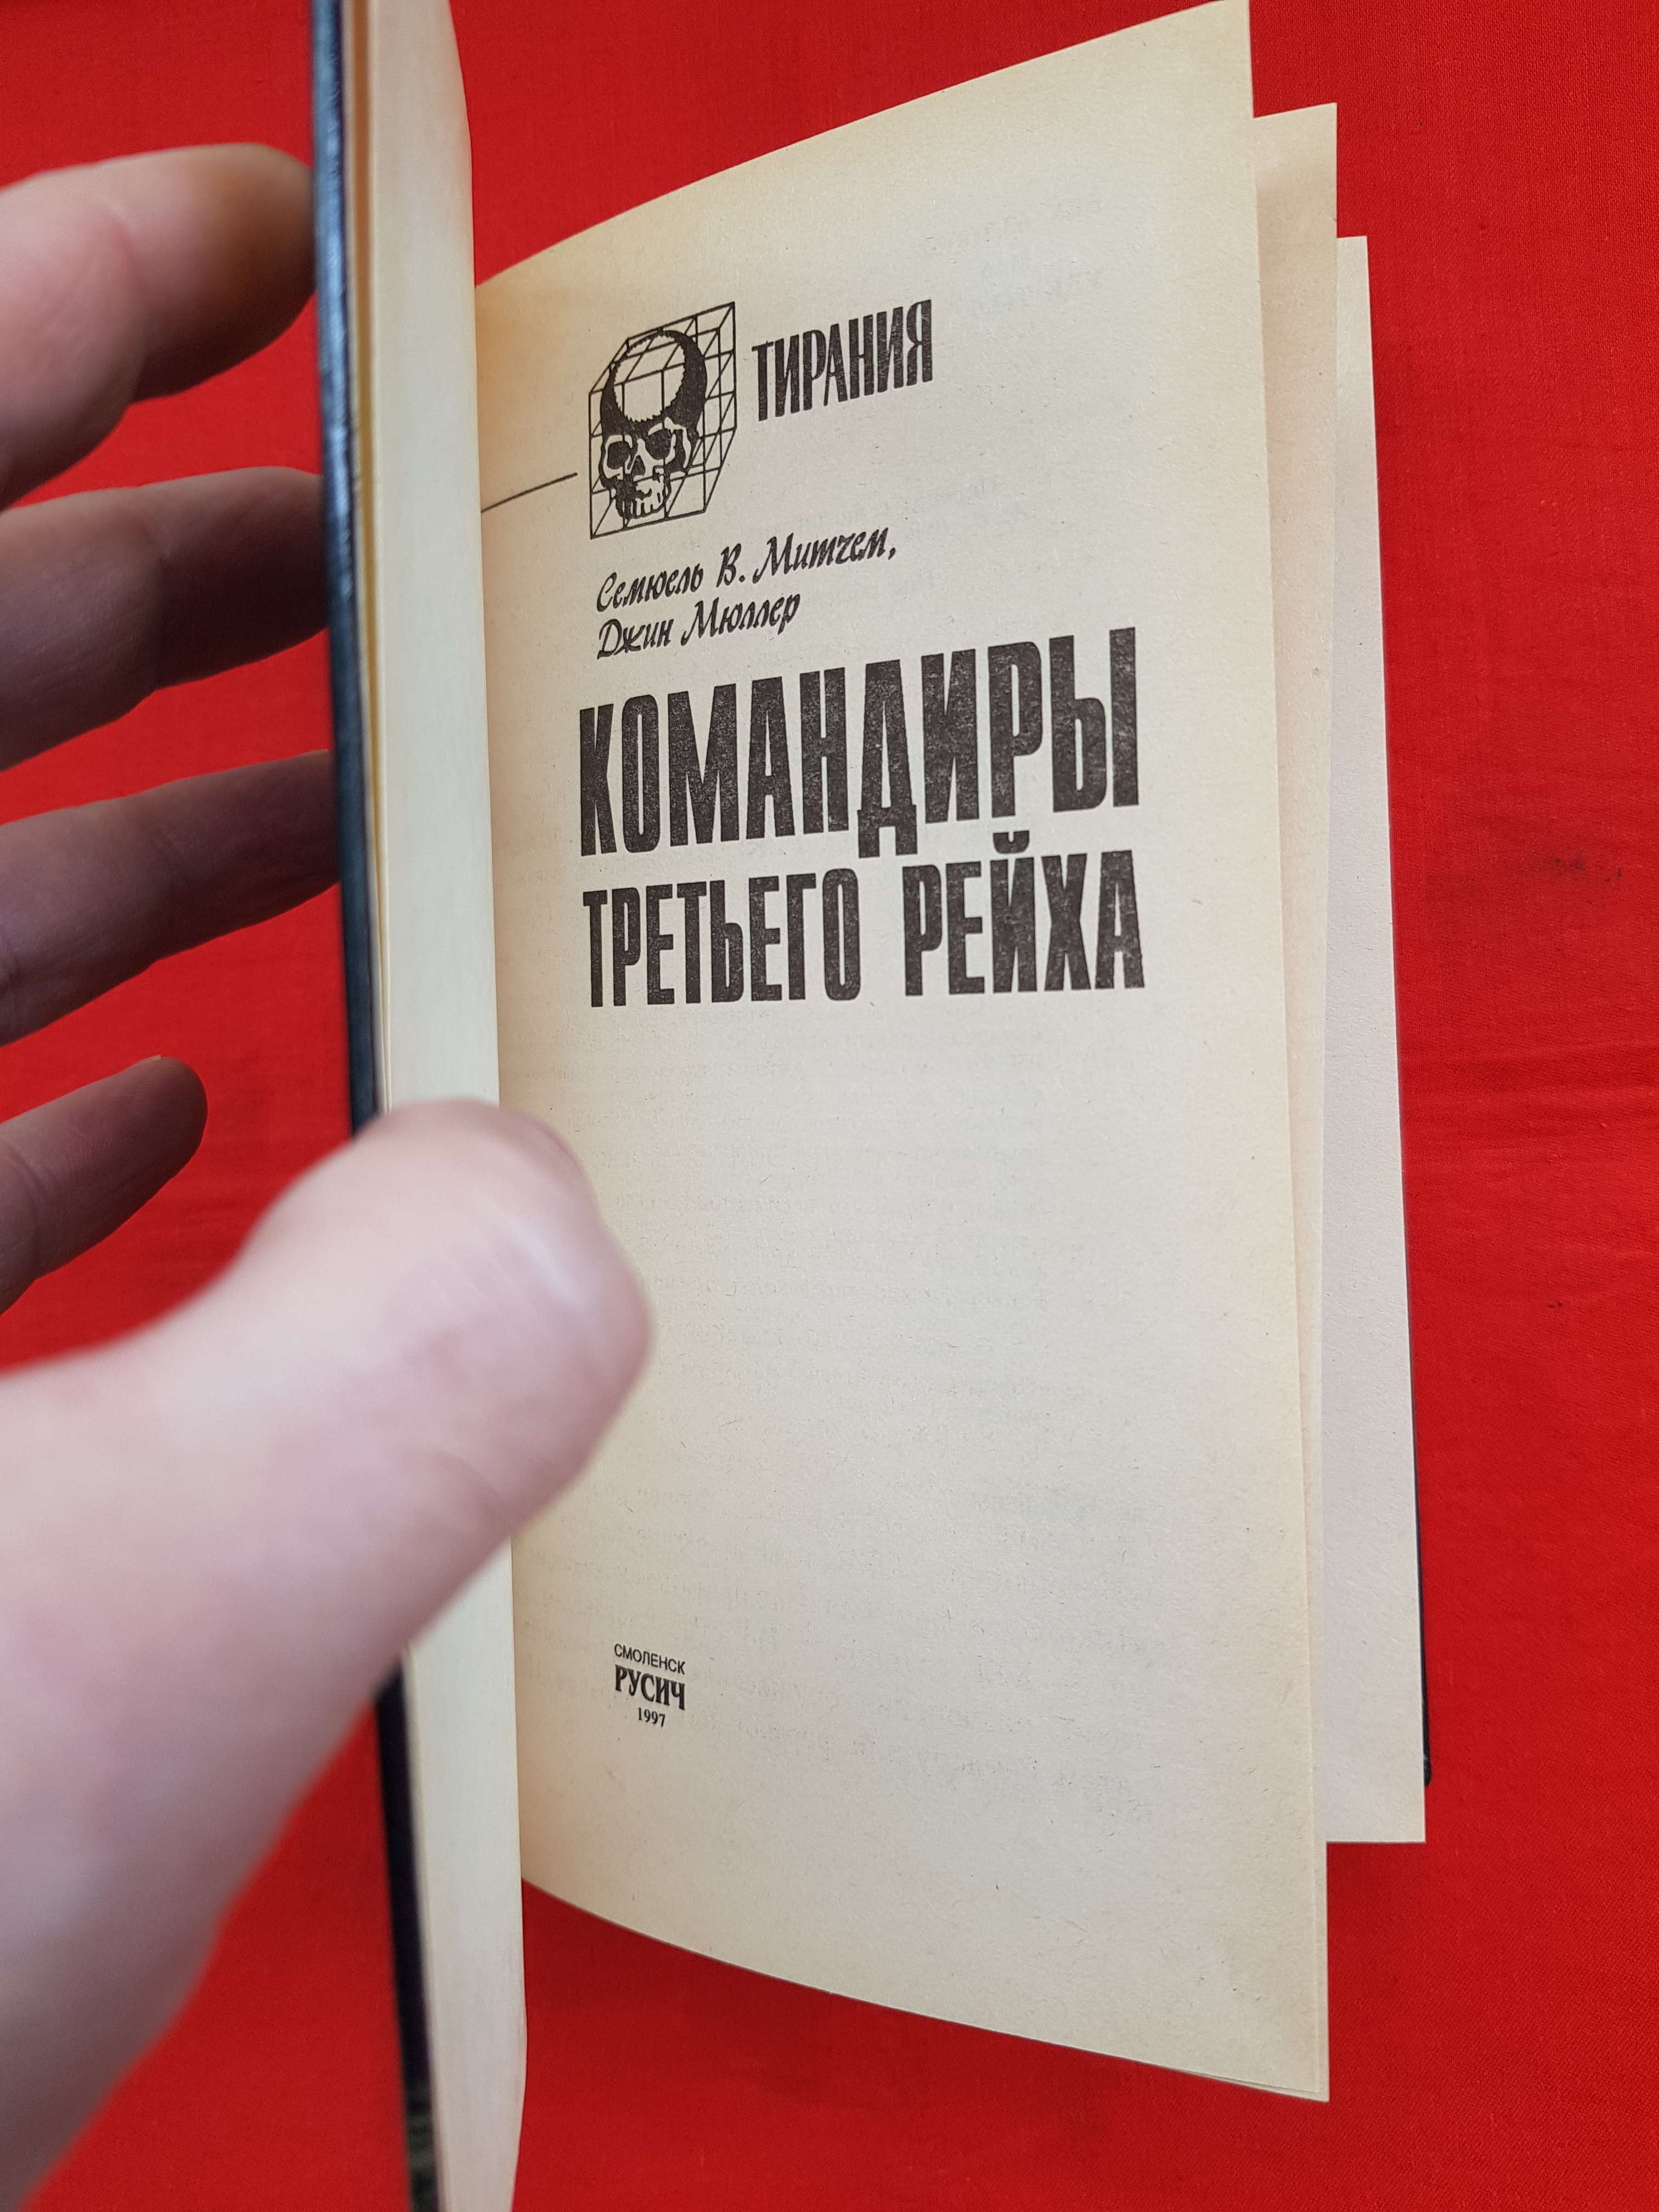 ТИРАНИЯ
Семюель В. Митчем,
Джин Мюллер
КОМАНДИРЫ
ТРЕТЬЕГО РЕЙХА
СМОЛЕНСК
РУСИЧ
1997